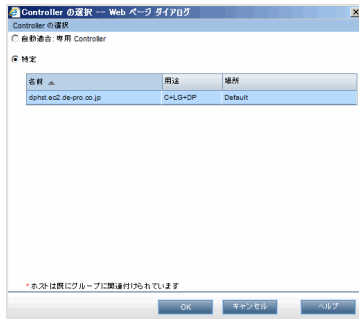 Controller の選択 -- Web ページ ダイアログ
Controller の選択
自動適合: 専用 Controller
特定
名前 用途 場所
dphst.ec2.de-pro.co.jp C+LG+DP Default
* ホストは既にグループに関連付けられています
OK キャンセル ヘルプ